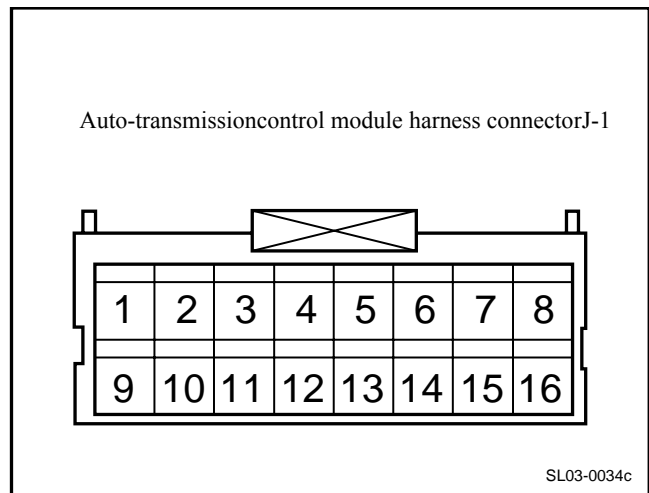 Auto-transmissioncontrol module harness connectorJ-1
1 2 3 4 5 6 7 8
9 10 11 12 13 14 15 16
SL03-0034c